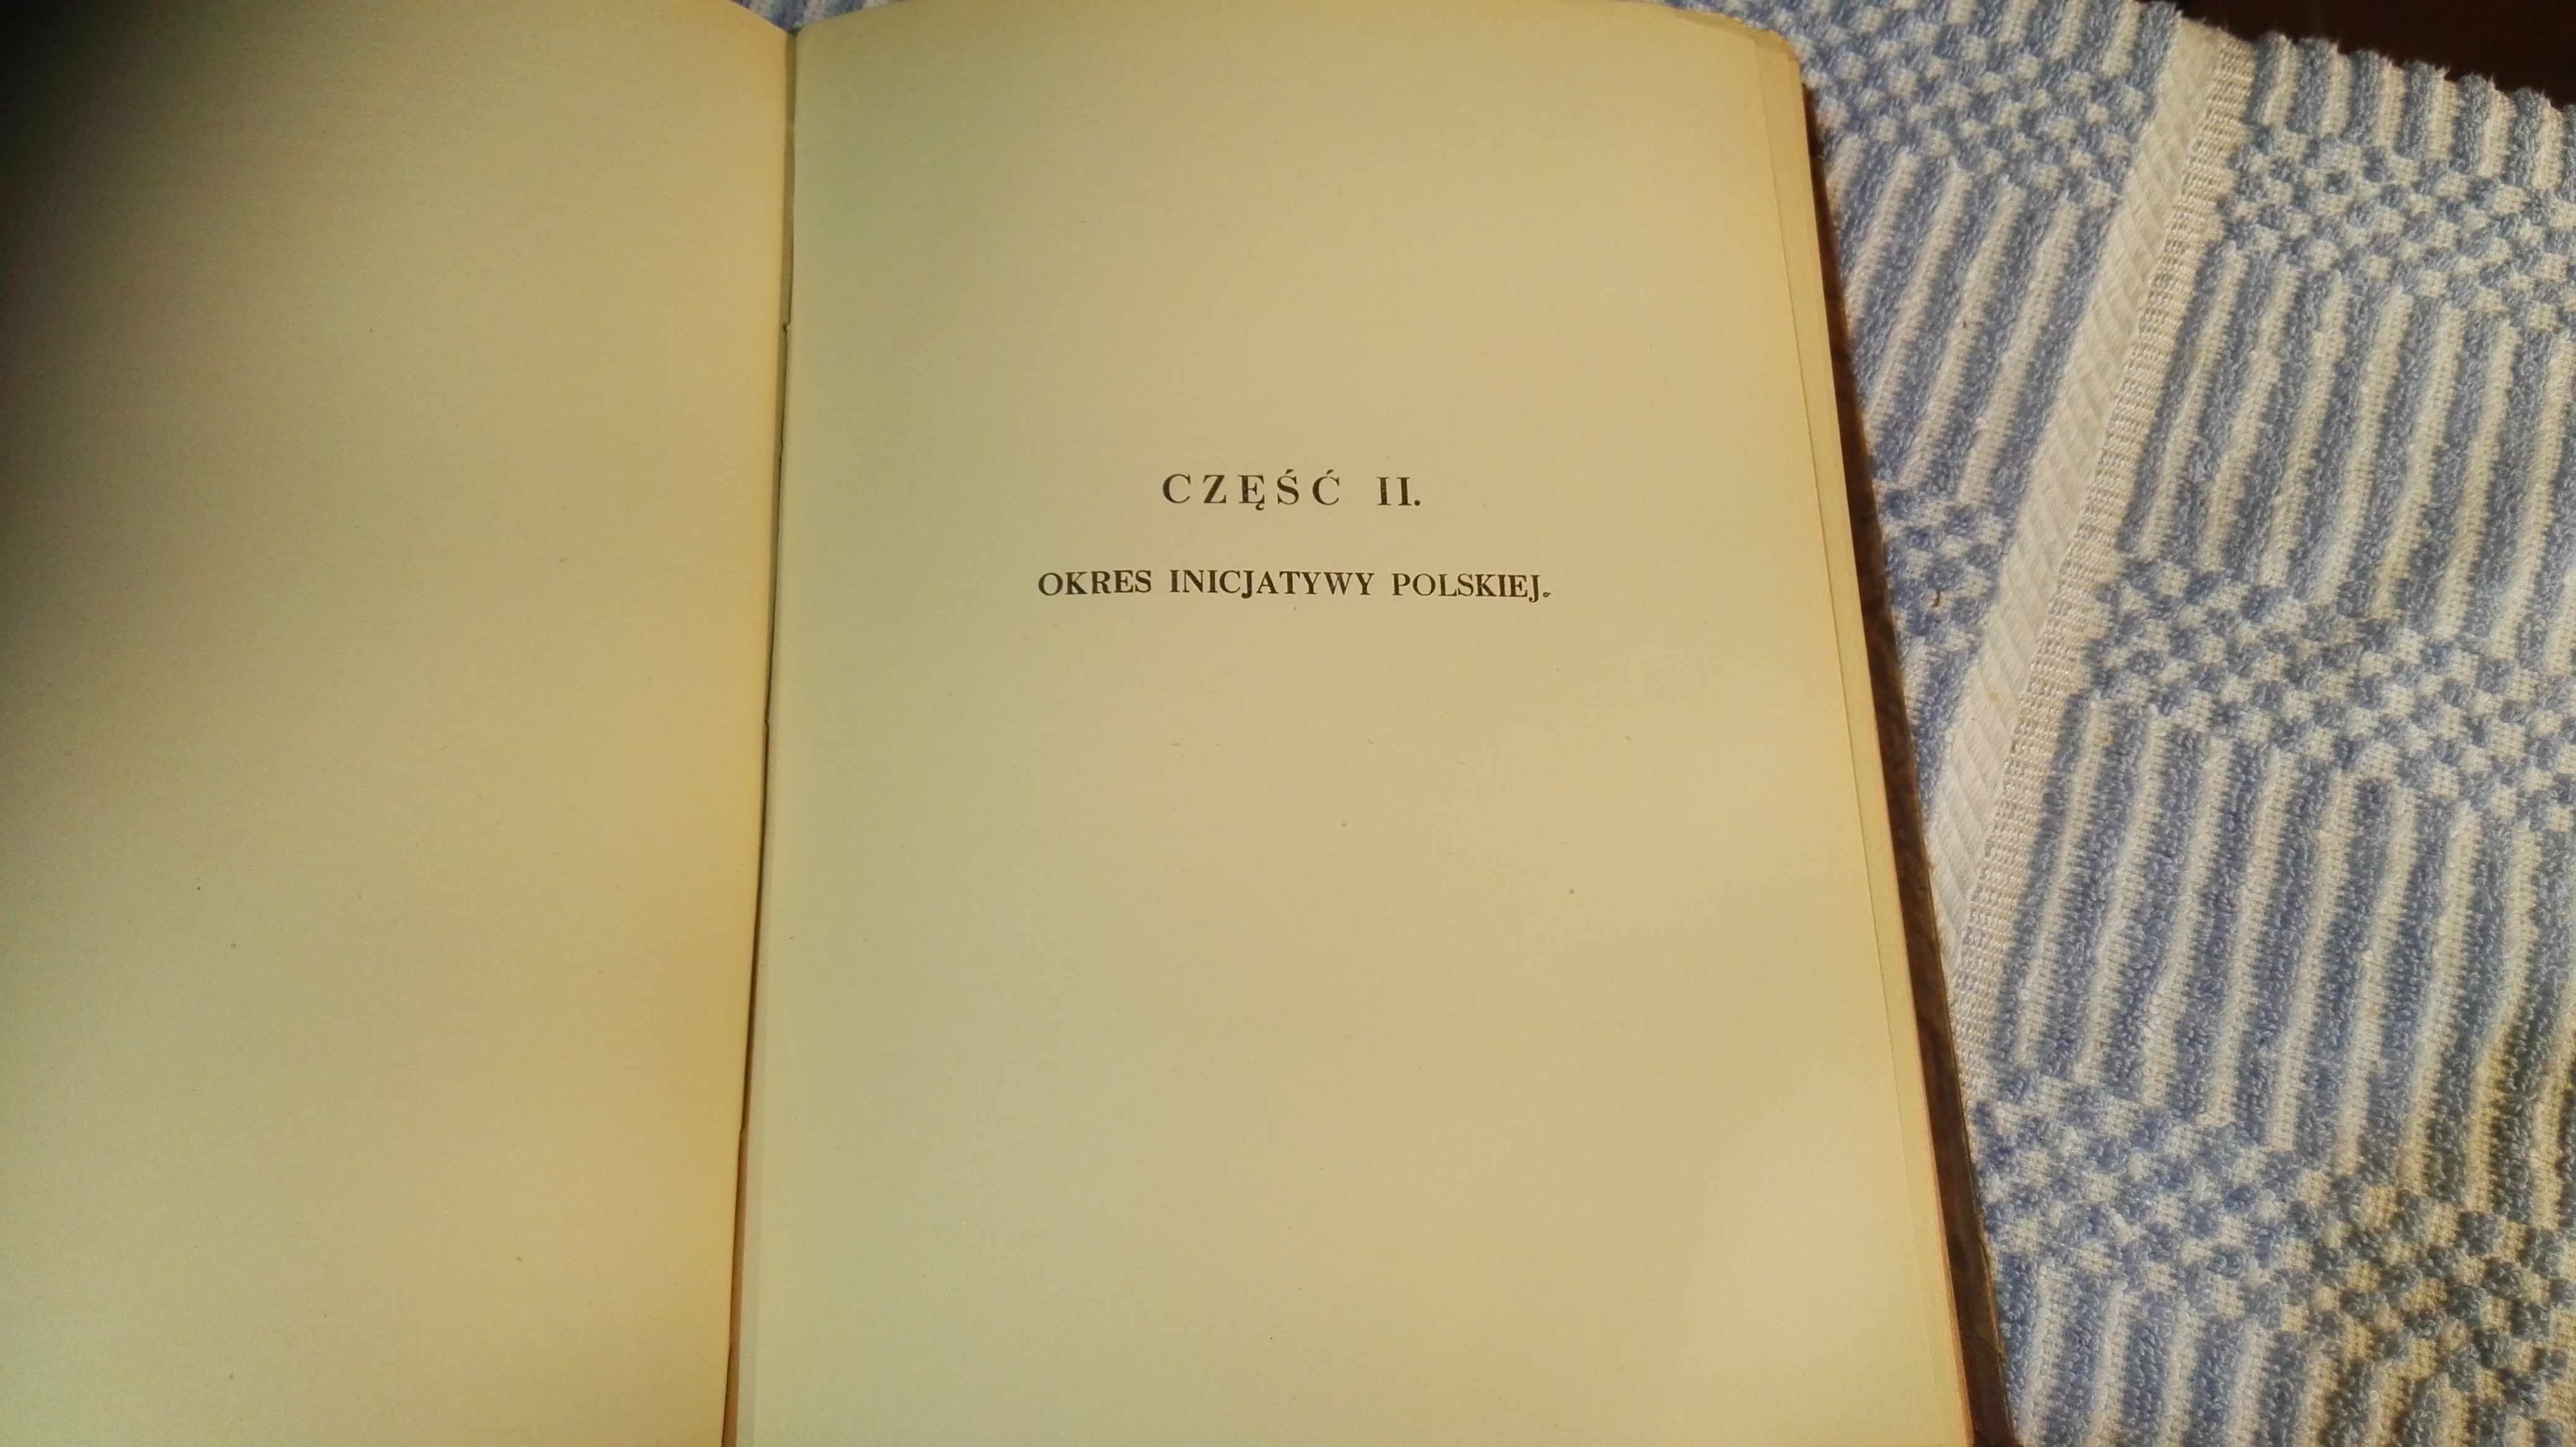 CZĘŚĆ II.
OKRES INICJATYWY POLSKIEJ.